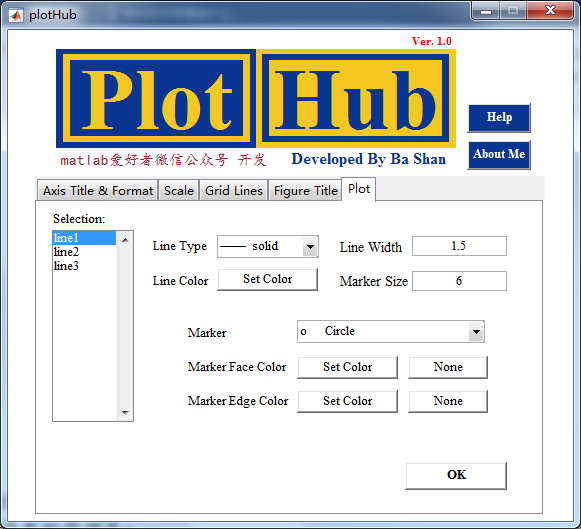 plotHub
Ver. 1.0
Plot Hub
matlab爱好者微信公众号 开发 Developed By Ba Shan
Help
About Me
Axis Title & Format Scale Grid Lines Figure Title Plot
Selection:
line1
line2
line3
Line Type solid Line Width 1.5
Line Color Set Color Marker Size 6
Marker o Circle
Marker Face Color Set Color None
Marker Edge Color Set Color None
OK